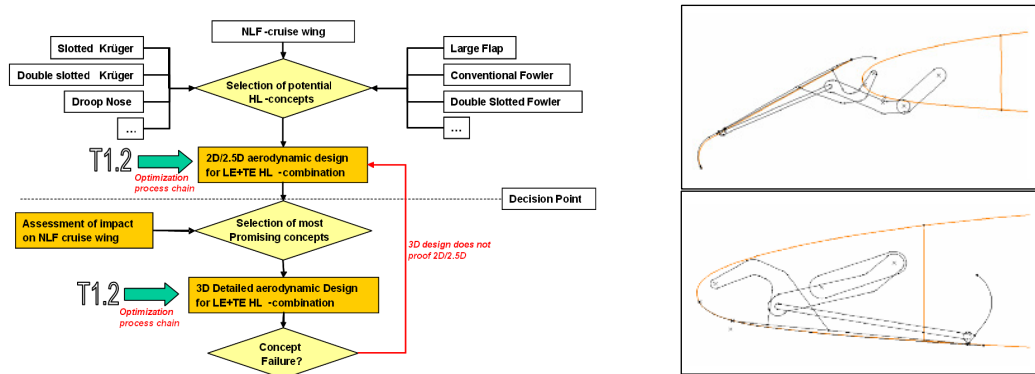 NLF -cruise wing
Slotted Krüger
Double slotted Krüger
Droop Nose
...
Selection of potential
HL -concepts
Large Flap
Conventional Fowler
Double Slotted Fowler
...
T1.2
Optimization
process chain
2D/2.5D aerodynamic design
for LE+TE HL -combination
Decision Point
Assessment of impact
on NLF cruise wing
Selection of most
Promising concepts
3D design does not
proof 2D/2.5D
T1.2
Optimization
process chain
3D Detailed aerodynamic Design
for LE+TE HL -combination
Concept
Failure?